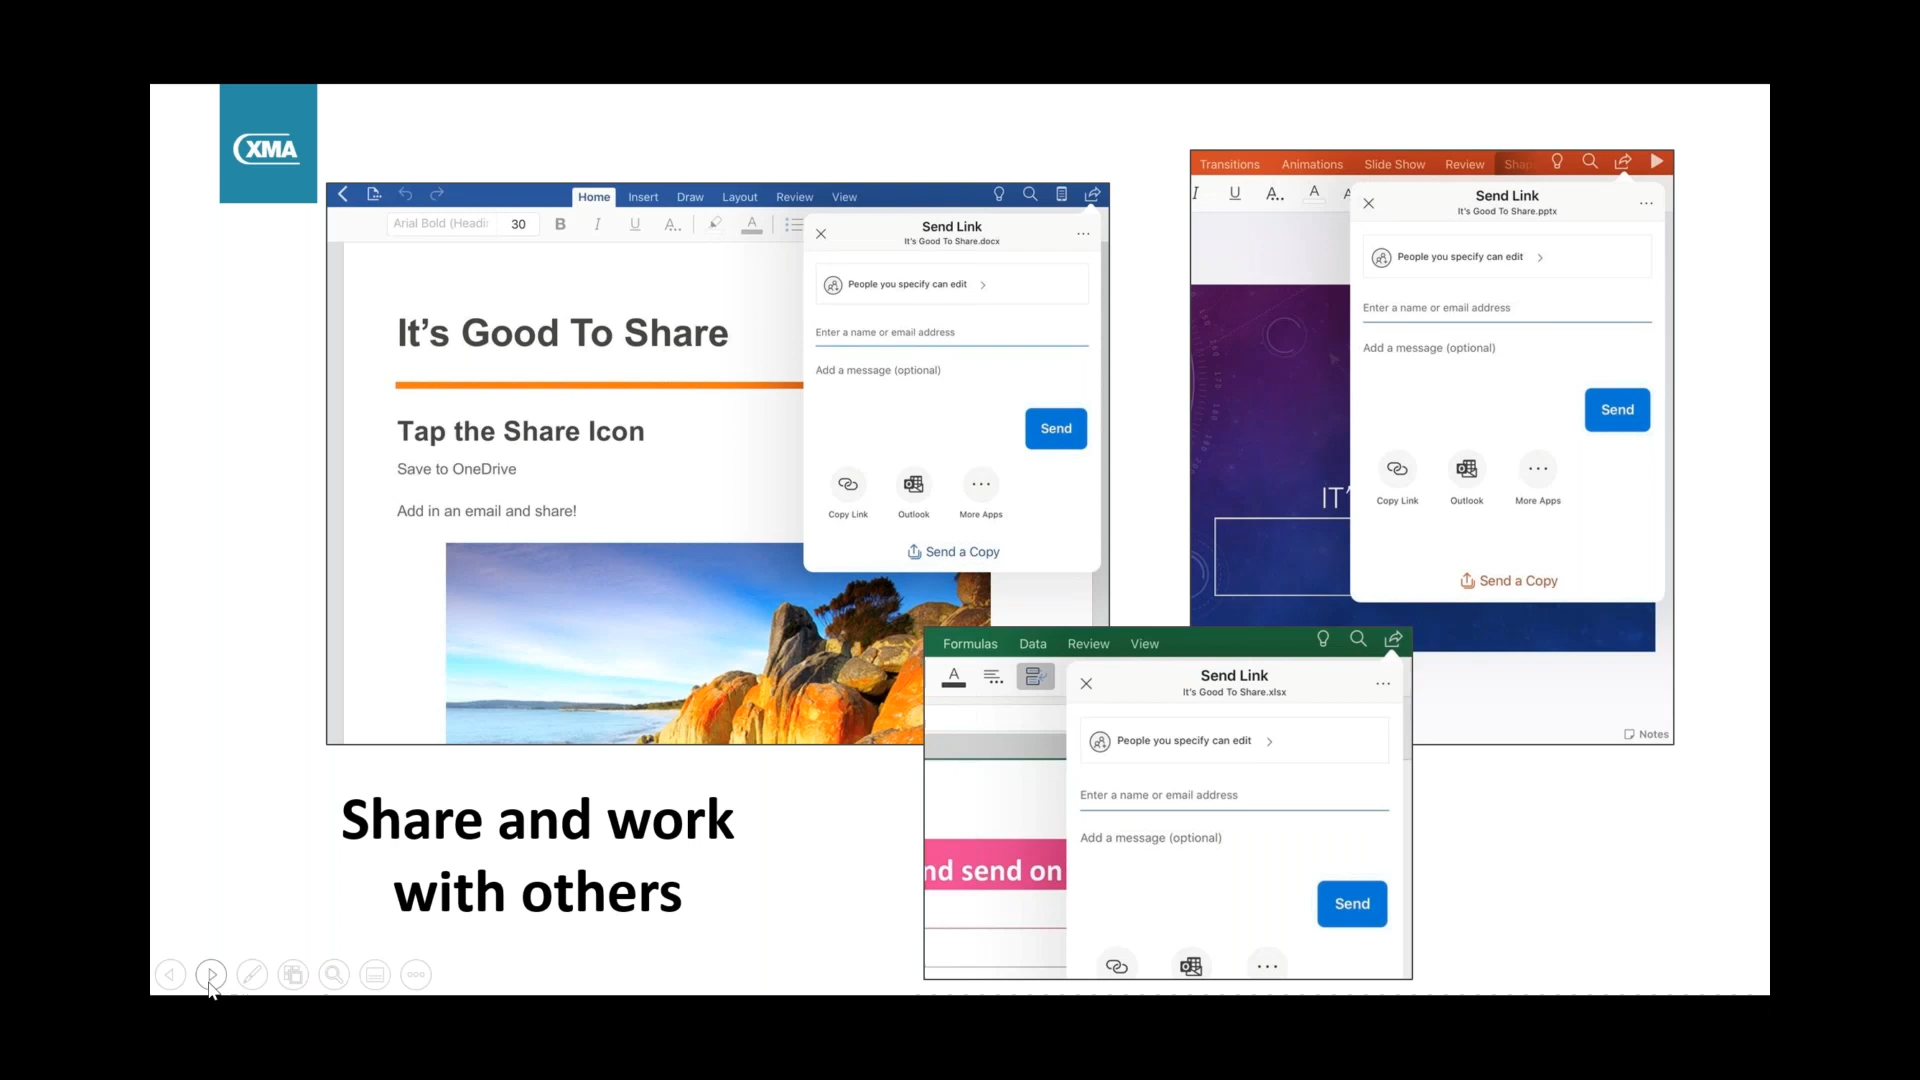 XMA
Home Insert Draw Layout Review View
Arial Bold (Headi 30 B I U A..
A
Send Link
It's Good To Share.docx
People you specify can edit
Enter a name or email address
Add a message (optional)
Send
Copy Link Outlook More Apps
Send a Copy
It's Good To Share
Tap the Share Icon
Save to OneDrive
Add in an email and share!
Transitions Animations Slide Show Review Shap
I U A.. A A
Send Link
It's Good To Share.pptx
People you specify can edit
Enter a name or email address
Add a message (optional)
Send
Copy Link Outlook More Apps
Send a Copy
IT'
Notes
Formulas Data Review View
A
Send Link
It's Good To Share.xlsx
People you specify can edit
Enter a name or email address
Add a message (optional)
Send
nd send on
Share and work
with others